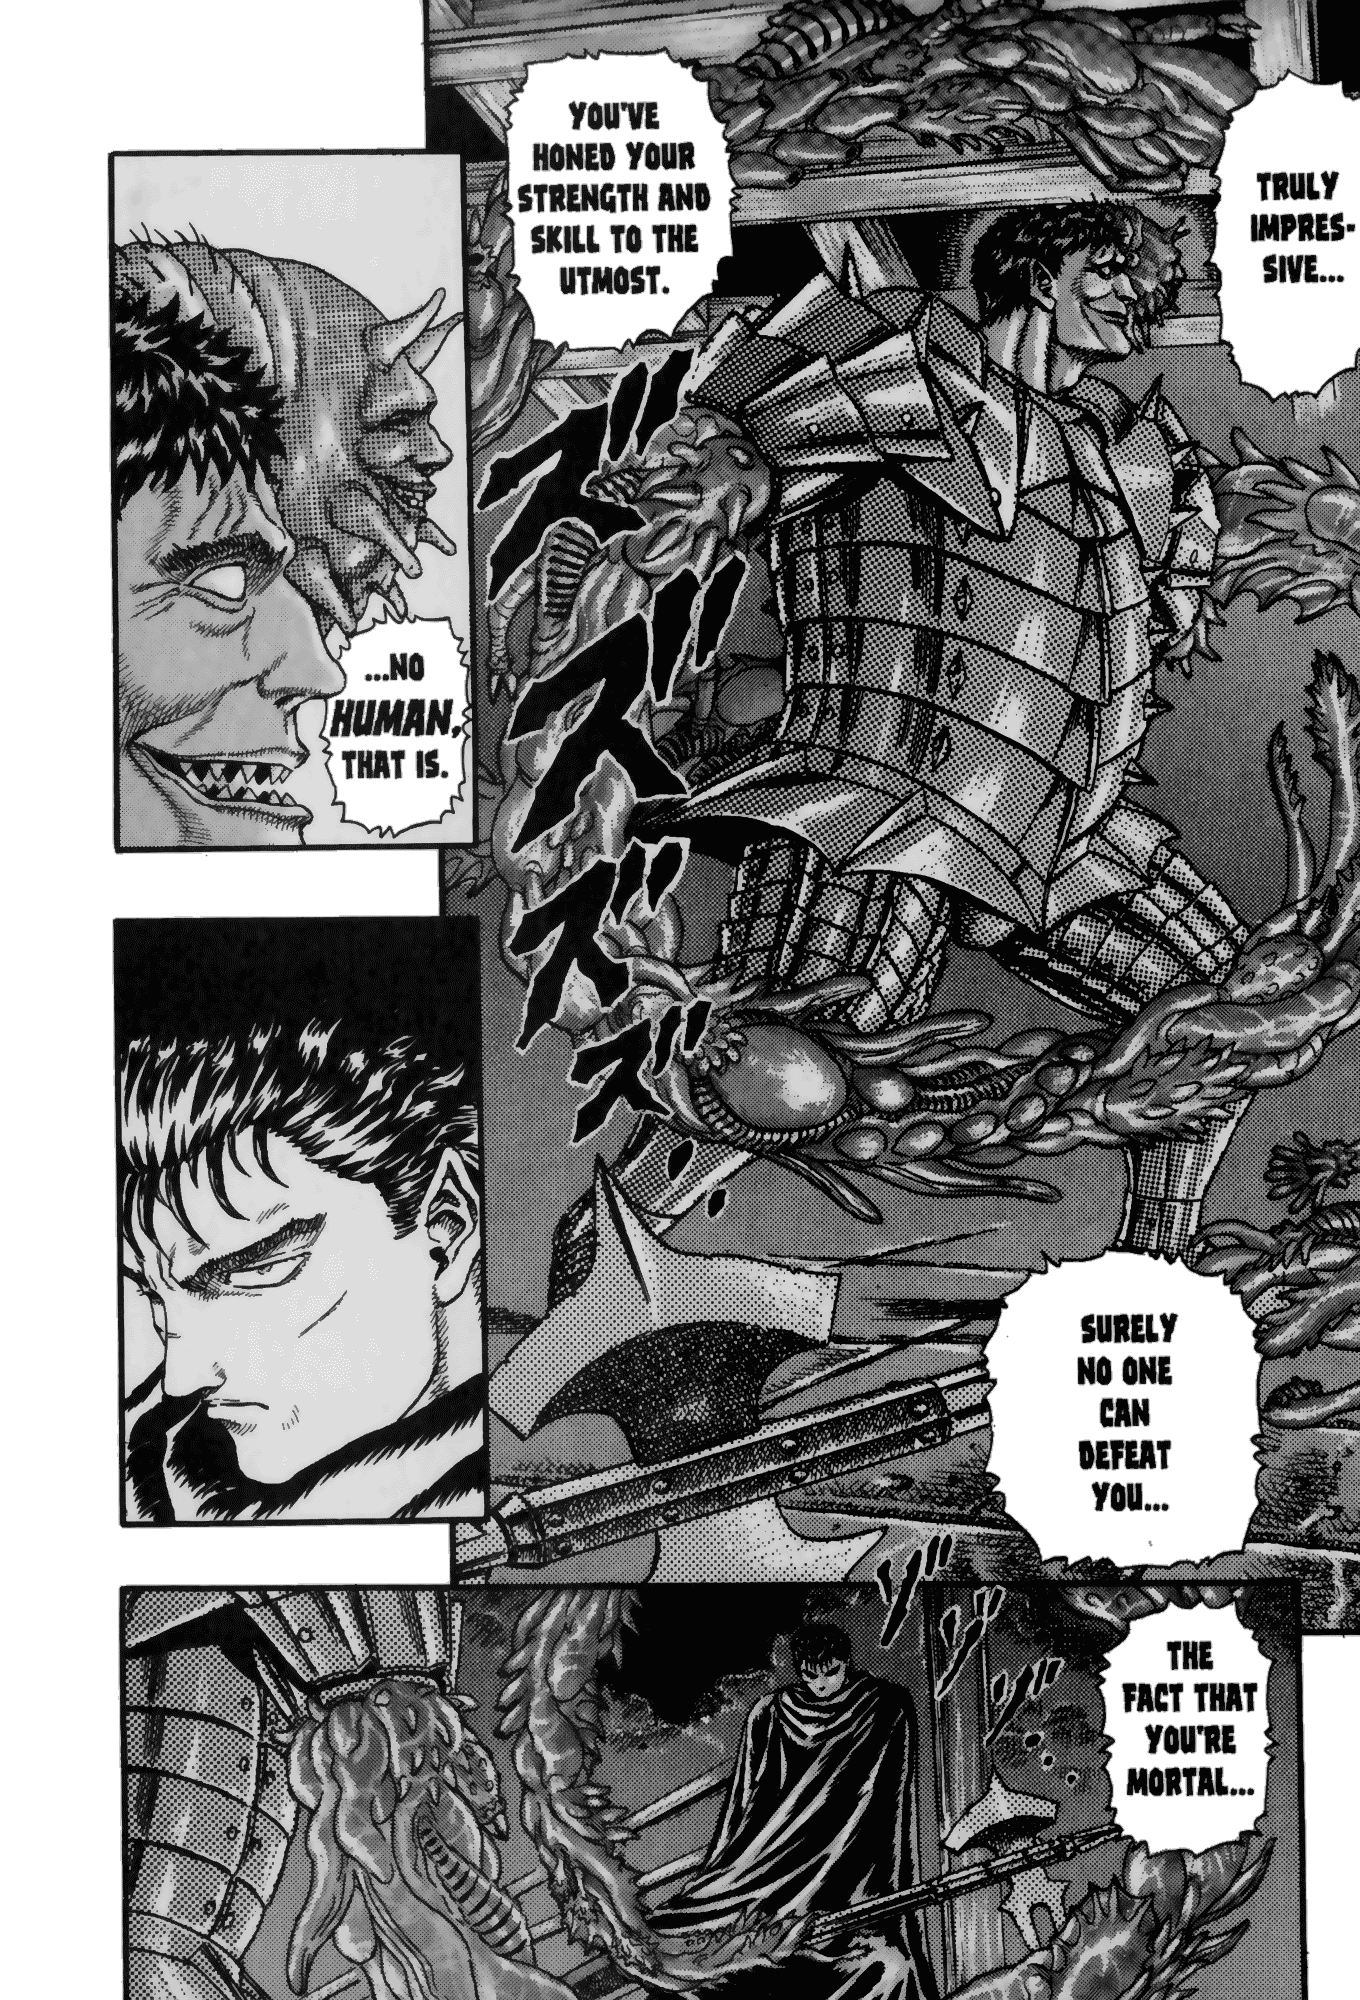 TRULY
IMPRES-
SIVE...
YOU'VE
HONED YOUR
STRENGTH AND
SKILL TO THE
UTMOST.
SURELY
NO ONE
CAN
DEFEAT
YOU...
...NO
HUMAN,
THAT IS.
THE
FACT THAT
YOU'RE
MORTAL...